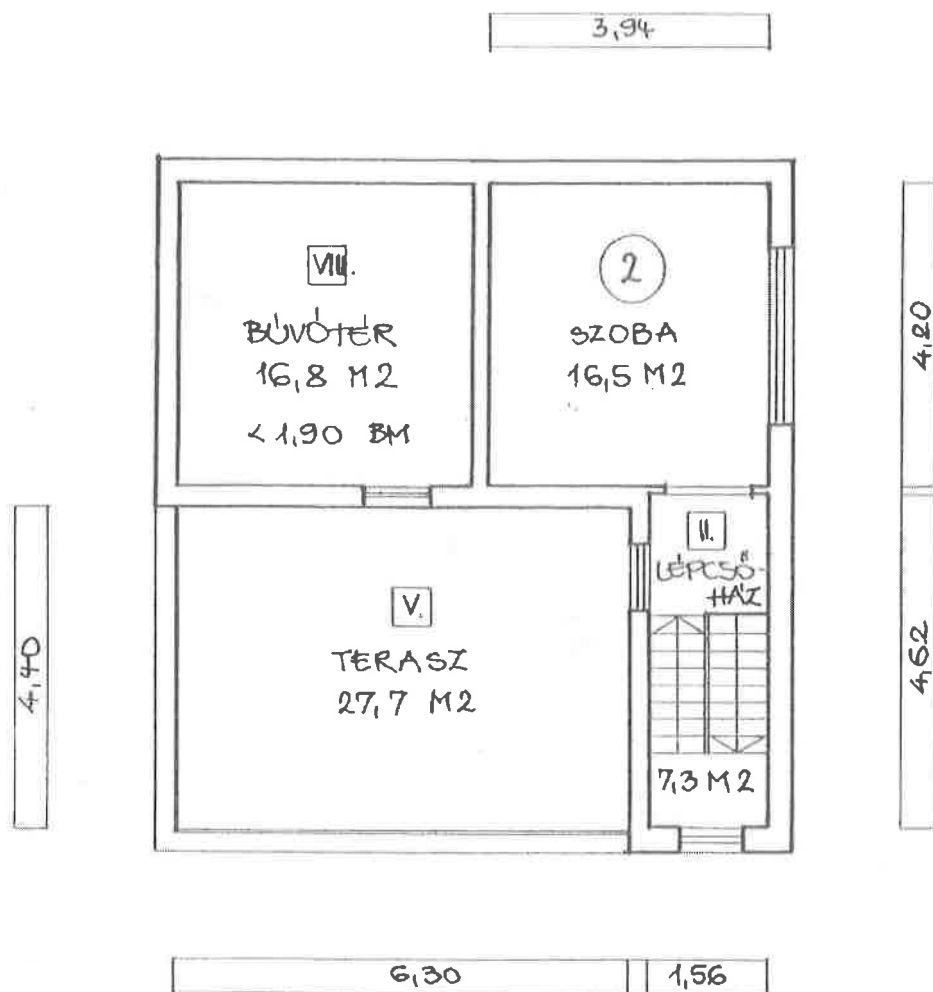 3,94
VIII.
BÚVÓTÉR
16,8 M2
< 1,90 BM
2
SZOBA
16,5 M2
4,20
II.
LÉPCSŐ-
HÁZ
V.
TERASZ
27,7 M2
4,40
4,62
7,3 M2
6,30
1,56